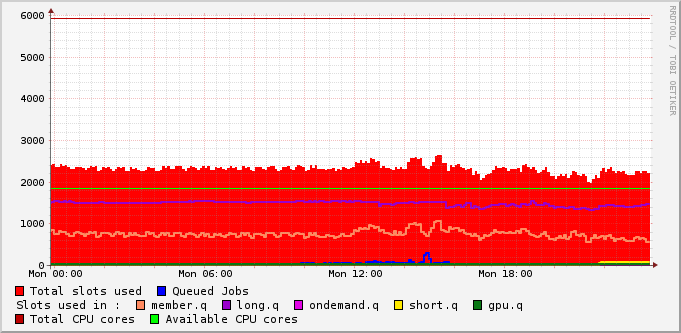 6000
5000
4000
3000
2000
1000
0
Mon 00:00 Mon 06:00 Mon 12:00 Mon 18:00
RRDTOOL / TOBI OETIKER
Total slots used Queued Jobs
Slots used in : member.q long.q ondemand.q short.q gpu.q
Total CPU cores Available CPU cores